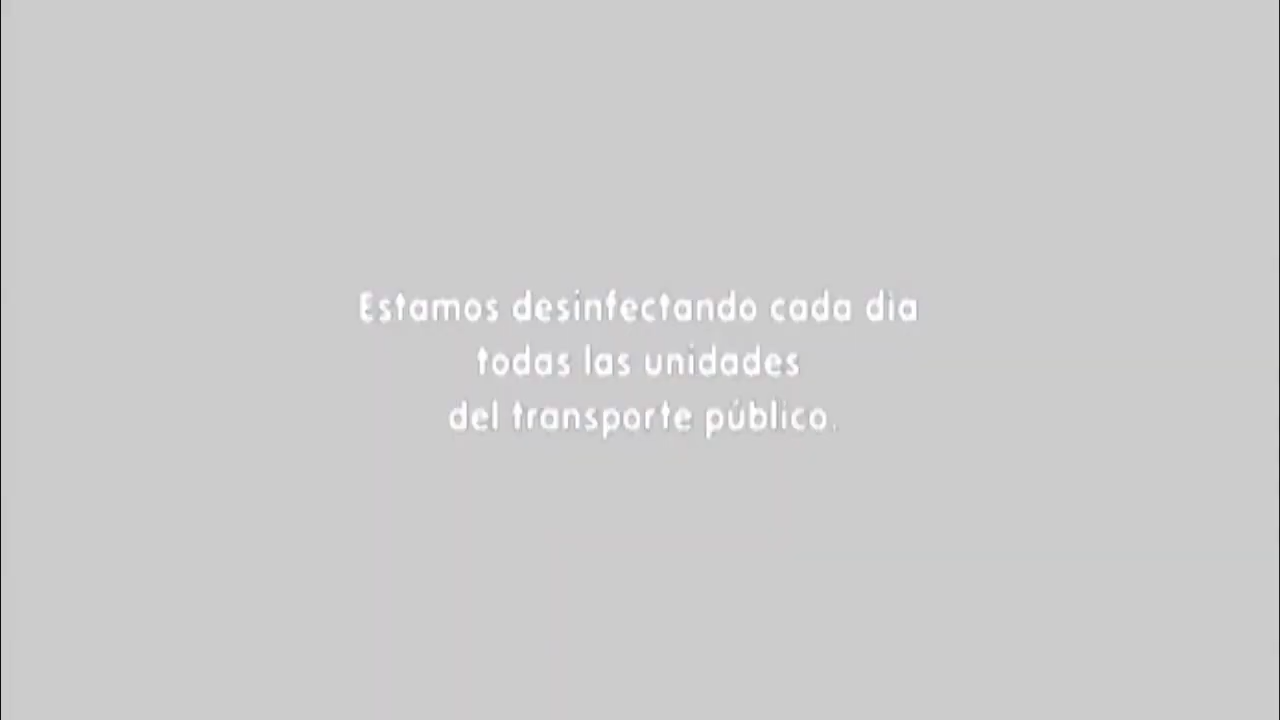 Estamos desinfectando cada dia
todas las unidades
del transporte público.